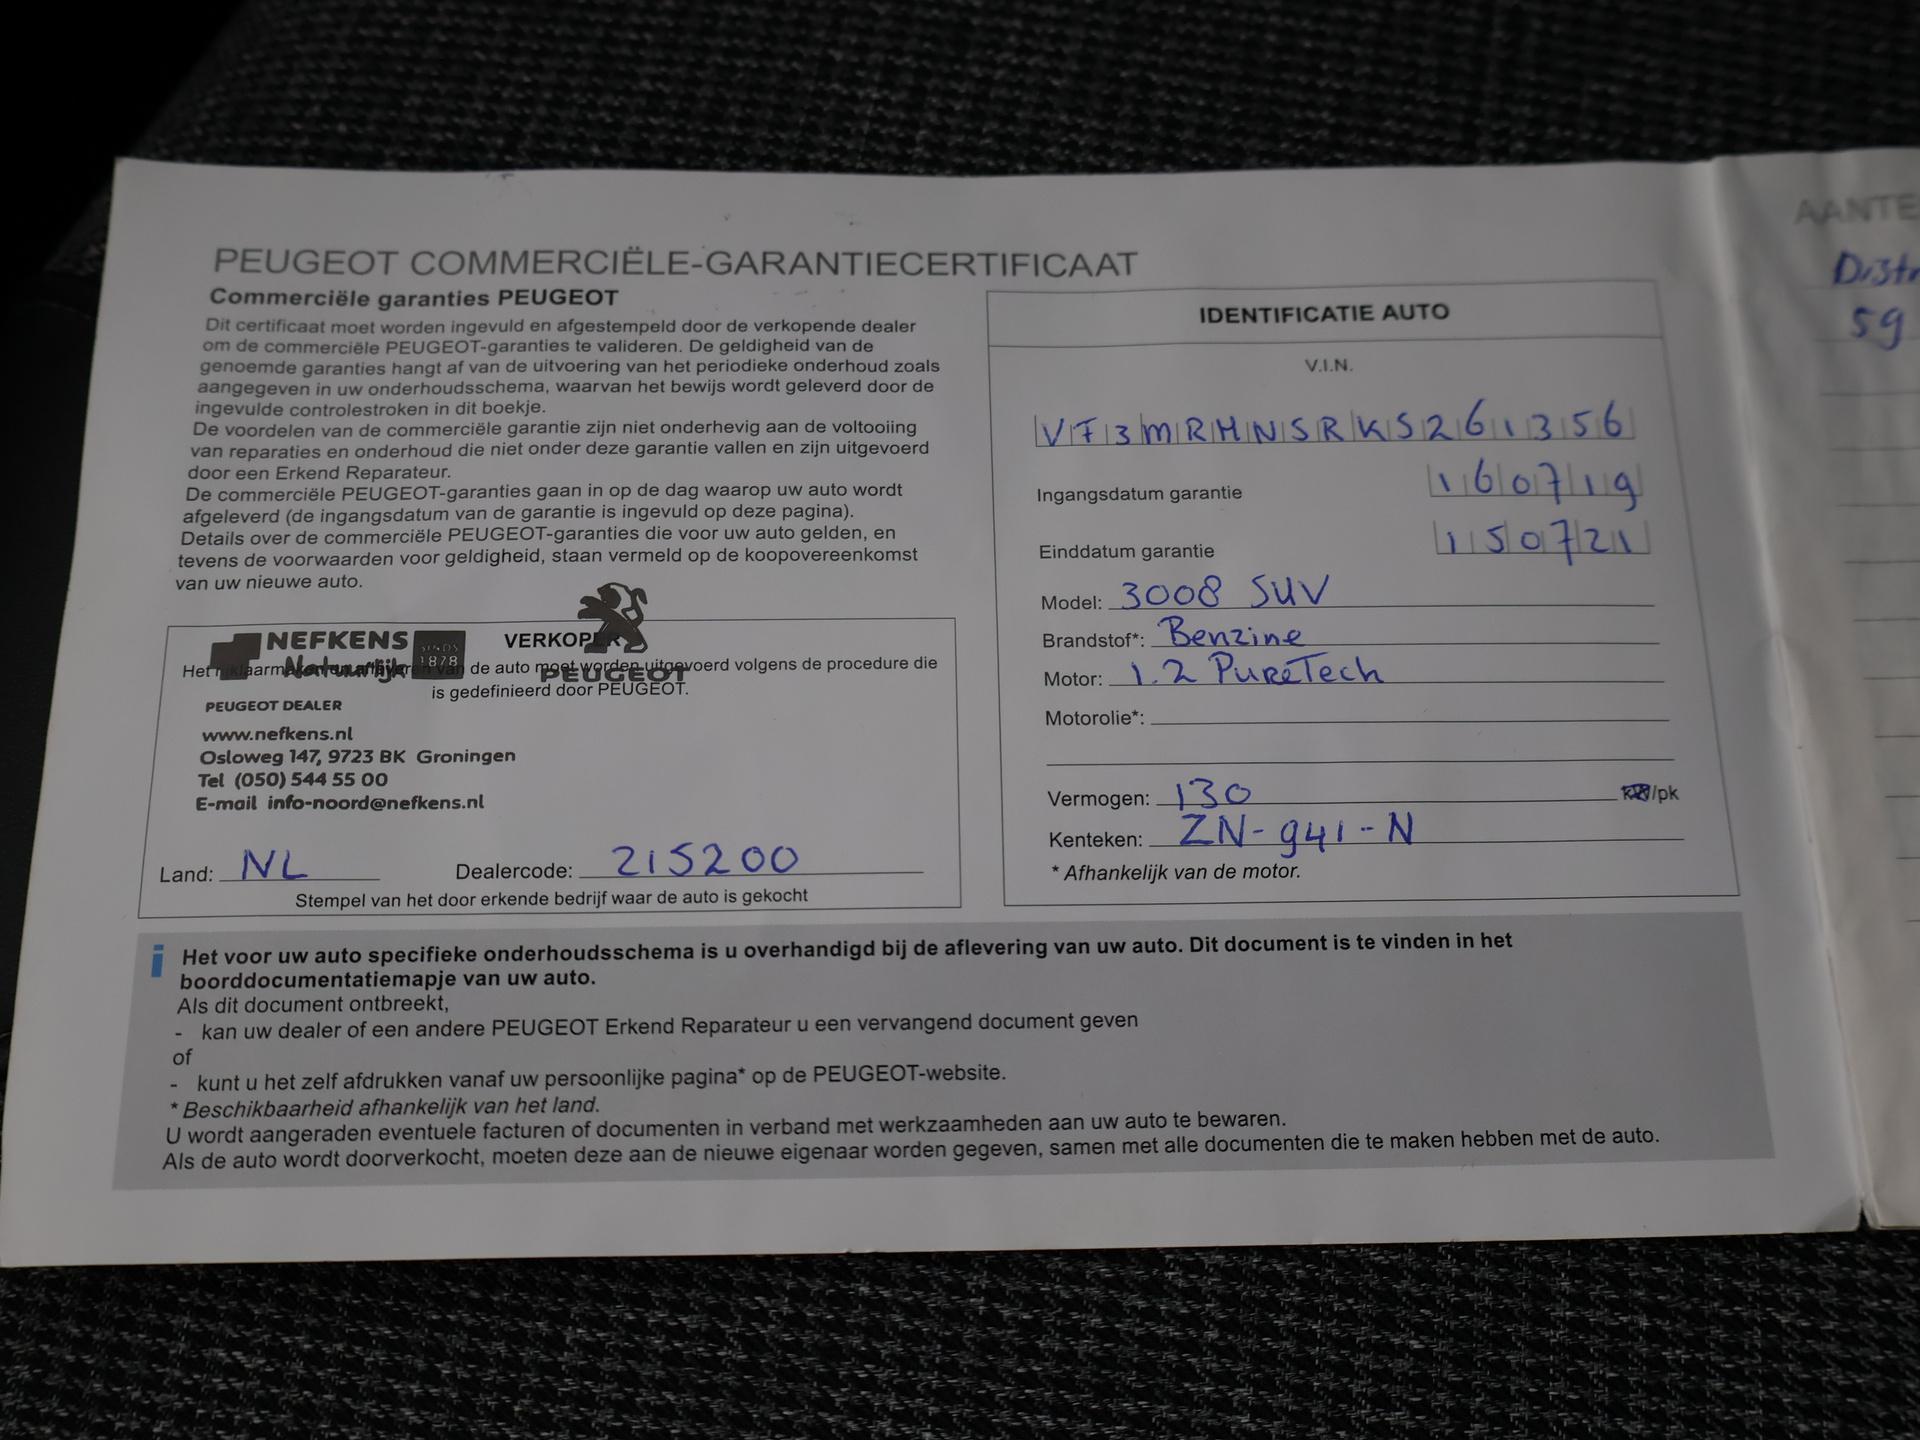 PEUGEOT COMMERCIËLE-GARANTIECERTIFICAAT
Commerciële garanties PEUGEOT
Dit certificaat moet worden ingevuld en afgestempeld door de verkopende dealer
om de commerciële PEUGEOT-garanties te valideren. De geldigheid van de
genoemde garanties hangt af van de uitvoering van het periodieke onderhoud zoals
aangegeven in uw onderhoudsschema, waarvan het bewijs wordt geleverd door de
ingevulde controlestroken in dit boekje.
De voordelen van de commerciële garantie zijn niet onderhevig aan de voltooiing
van reparaties en onderhoud die niet onder deze garantie vallen en zijn uitgevoerd
door een Erkend Reparateur.
De commerciële PEUGEOT-garanties gaan in op de dag waarop uw auto wordt
afgeleverd (de ingangsdatum van de garantie is ingevuld op deze pagina).
Details over de commerciële PEUGEOT-garanties die voor uw auto gelden, en
tevens de voorwaarden voor geldigheid, staan vermeld op de koopovereenkomst
van uw nieuwe auto.
NEFKENS
Natuurlijk
SINDS
1878
VERKOPER
PEUGEOT
Het rijklaarmaken en afleveren van de auto moet worden uitgevoerd volgens de procedure die
is gedefinieerd door PEUGEOT.
PEUGEOT DEALER
www.nefkens.nl
Osloweg 147, 9723 BK Groningen
Tel (050) 544 55 00
E-mail info-noord@nefkens.nl
Land: NL Dealercode: 215200
Stempel van het door erkende bedrijf waar de auto is gekocht
IDENTIFICATIE AUTO
V.I.N.
VF3MRHNSRKS261356
Ingangsdatum garantie 160719
Einddatum garantie 150721
Model: 3008 SUV
Brandstof*: Benzine
Motor: 1.2 PureTech
Motorolie*:
Vermogen: 130 kW/pk
Kenteken: ZN-941-N
* Afhankelijk van de motor.
i Het voor uw auto specifieke onderhoudsschema is u overhandigd bij de aflevering van uw auto. Dit document is te vinden in het
boorddocumentatiemapje van uw auto.
Als dit document ontbreekt,
- kan uw dealer of een andere PEUGEOT Erkend Reparateur u een vervangend document geven
of
- kunt u het zelf afdrukken vanaf uw persoonlijke pagina* op de PEUGEOT-website.
* Beschikbaarheid afhankelijk van het land.
U wordt aangeraden eventuele facturen of documenten in verband met werkzaamheden aan uw auto te bewaren.
Als de auto wordt doorverkocht, moeten deze aan de nieuwe eigenaar worden gegeven, samen met alle documenten die te maken hebben met de auto.
AANTE
Distr
59